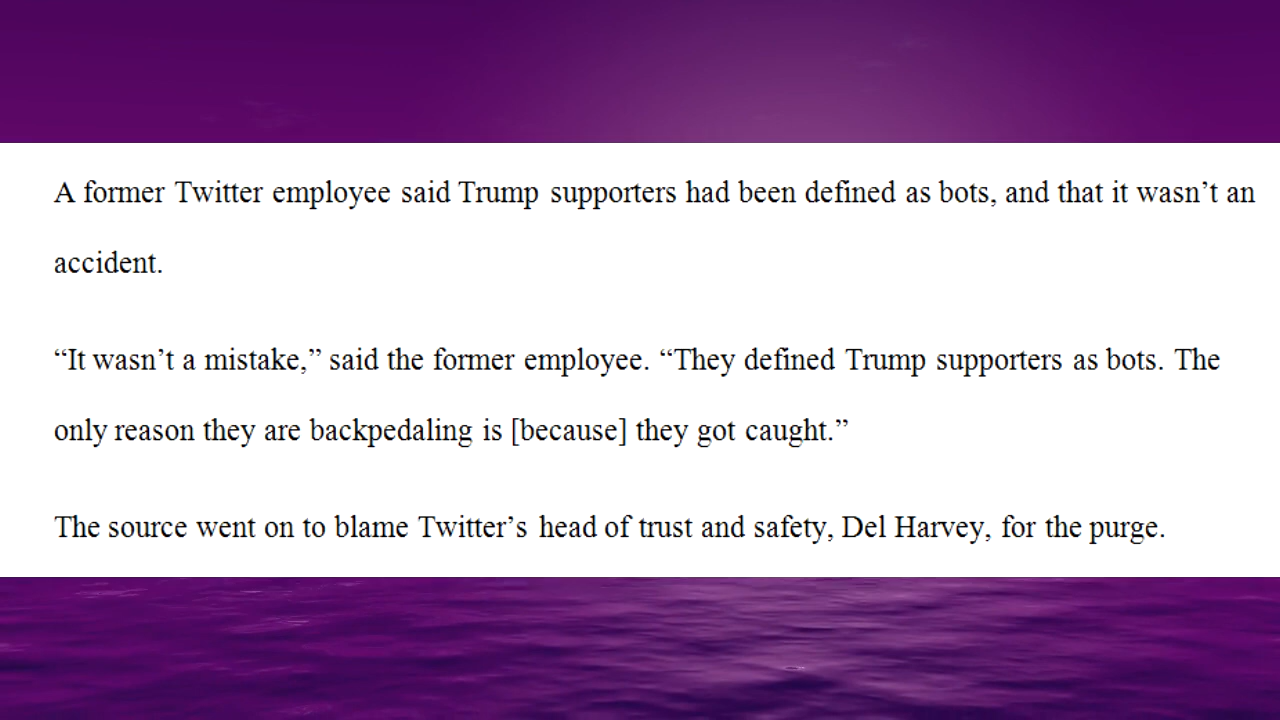 A former Twitter employee said Trump supporters had been defined as bots, and that it wasn’t an
accident.
“It wasn’t a mistake,” said the former employee. “They defined Trump supporters as bots. The
only reason they are backpedaling is [because] they got caught.”
The source went on to blame Twitter’s head of trust and safety, Del Harvey, for the purge.